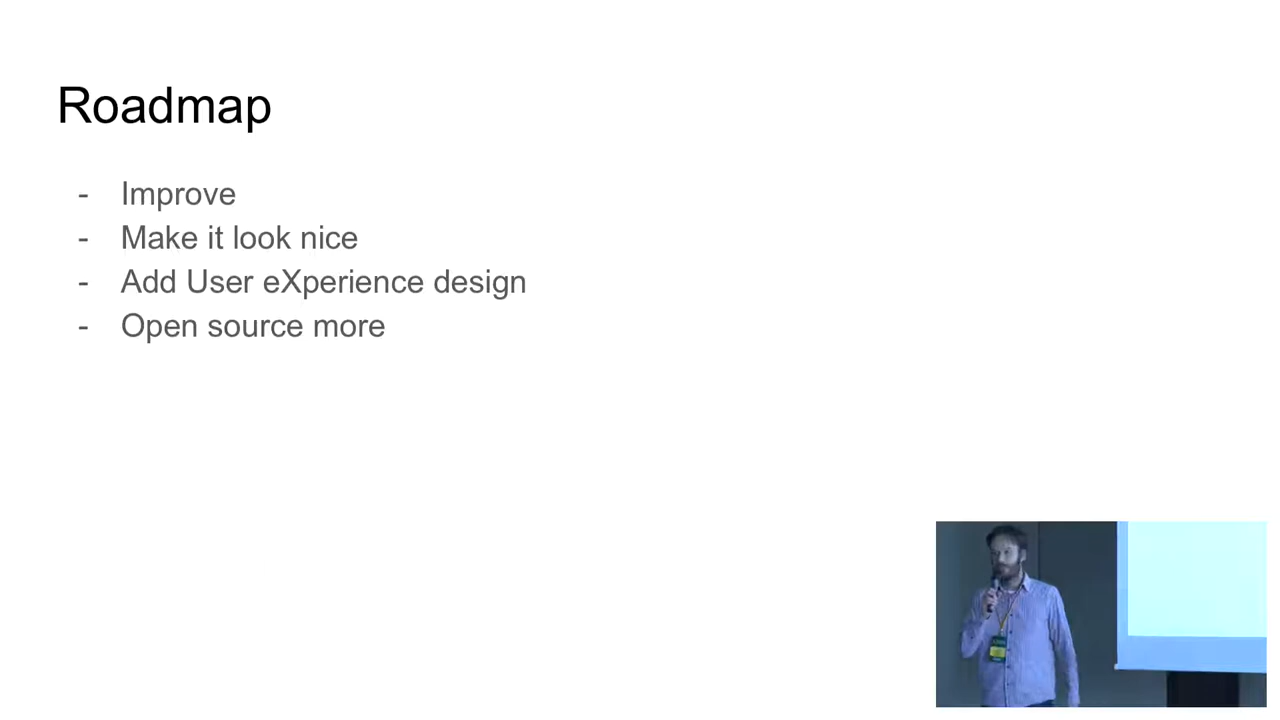 Roadmap
- Improve
- Make it look nice
- Add User eXperience design
- Open source more